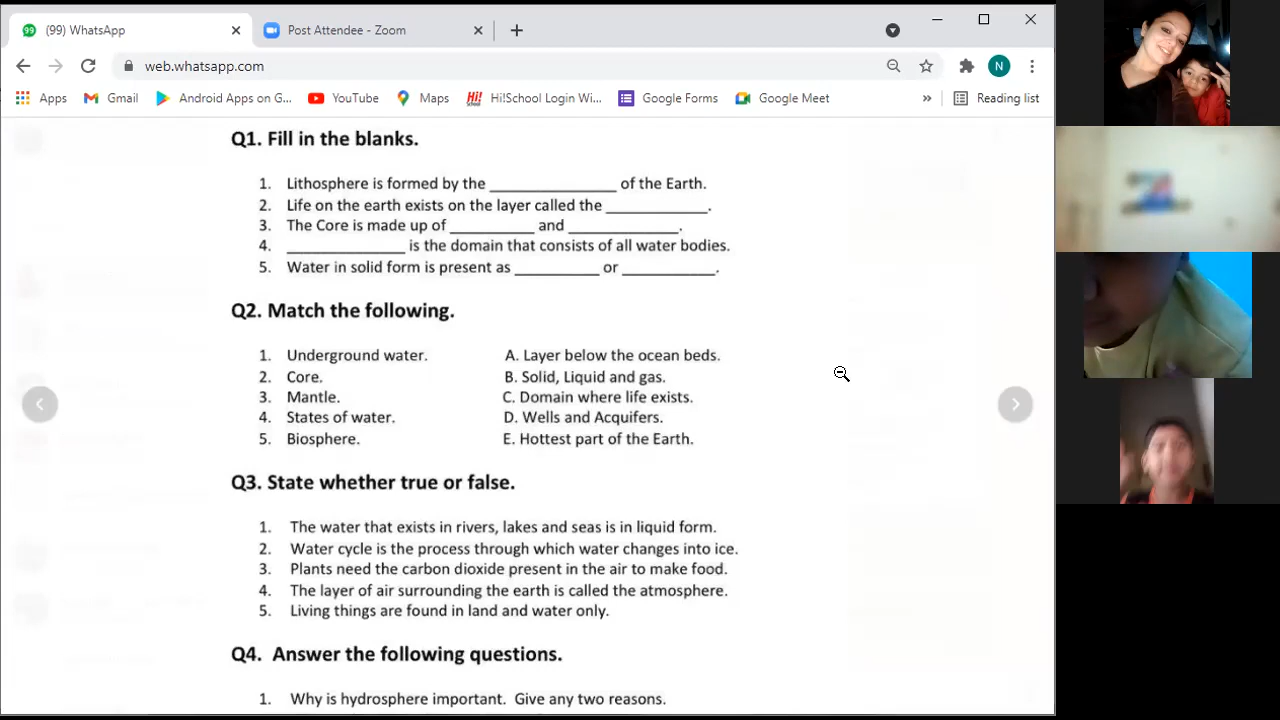 (99) WhatsApp
Post Attendee - Zoom
web.whatsapp.com
N
Apps
Gmail
Android Apps on G...
YouTube
Maps
Hi!School Login Wi...
Google Forms
Google Meet
»
Reading list
Q1. Fill in the blanks.
1. Lithosphere is formed by the _______________ of the Earth.
2. Life on the earth exists on the layer called the ____________.
3. The Core is made up of __________ and _____________.
4. ______________ is the domain that consists of all water bodies.
5. Water in solid form is present as __________ or ___________.
Q2. Match the following.
1. Underground water. A. Layer below the ocean beds.
2. Core. B. Solid, Liquid and gas.
3. Mantle. C. Domain where life exists.
4. States of water. D. Wells and Acquifers.
5. Biosphere. E. Hottest part of the Earth.
Q3. State whether true or false.
1. The water that exists in rivers, lakes and seas is in liquid form.
2. Water cycle is the process through which water changes into ice.
3. Plants need the carbon dioxide present in the air to make food.
4. The layer of air surrounding the earth is called the atmosphere.
5. Living things are found in land and water only.
Q4. Answer the following questions.
1. Why is hydrosphere important. Give any two reasons.